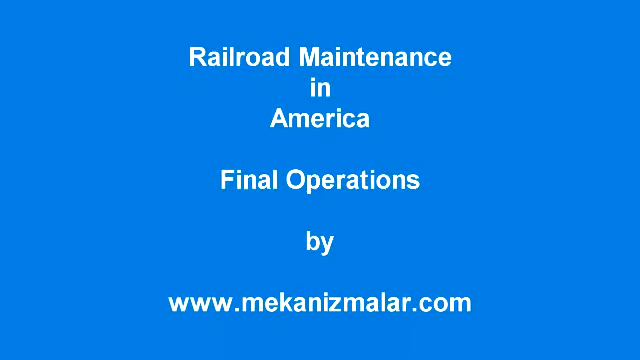 Railroad Maintenance
in
America
Final Operations
by
www.mekanizmalar.com